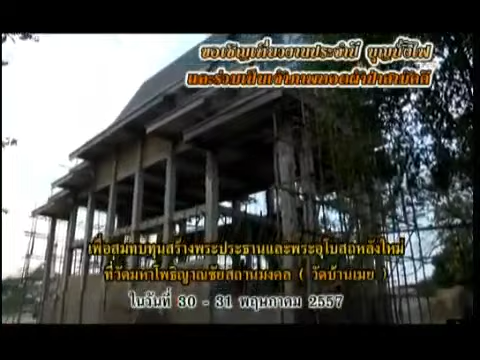 ขอเชิญเที่ยวงานประจำปี บุญบั้งไฟ
และร่วมเป็นเจ้าภาพทอดผ้าป่าสามัคคี
เพื่อสมทบทุนสร้างพระประธานและพระอุโบสถหลังใหม่
ที่วัดมหาโพธิญาณชัยสถานมงคล ( วัดบ้านเมย )
ในวันที่ 30 - 31 พฤษภาคม 2557